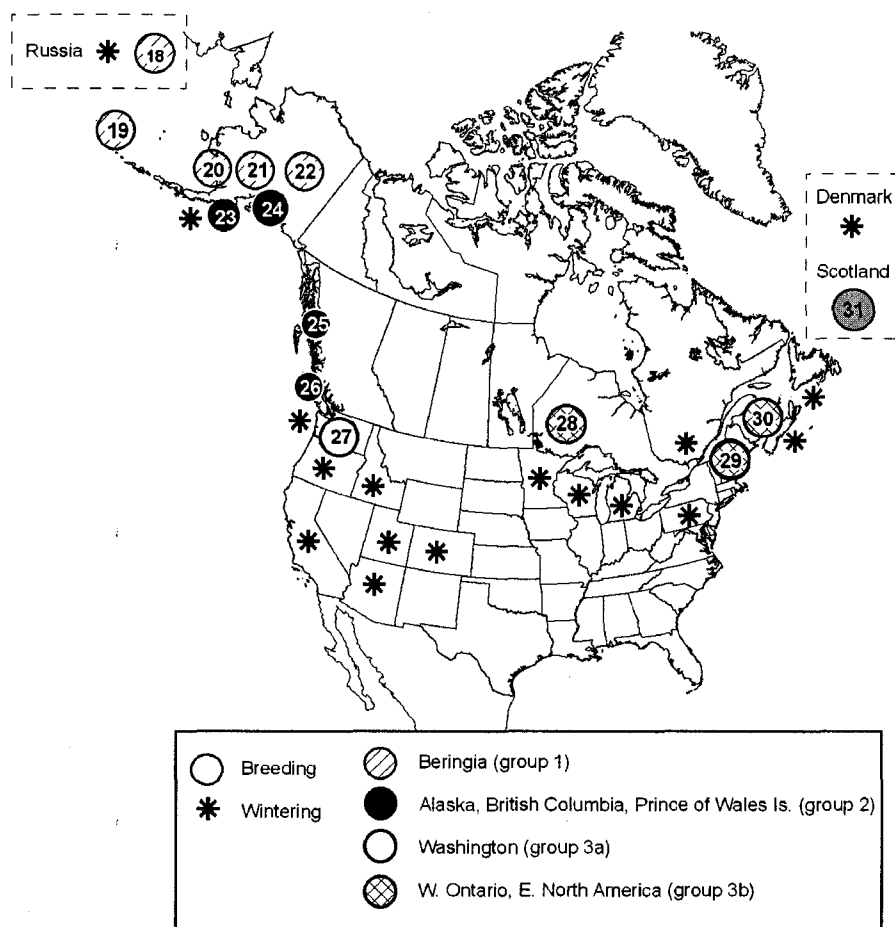 Russia 18
19
20 21 22
23 24
Denmark
Scotland
31
25
26
27
28
30
29
Breeding
Wintering
Beringia (group 1)
Alaska, British Columbia, Prince of Wales Is. (group 2)
Washington (group 3a)
W. Ontario, E. North America (group 3b)